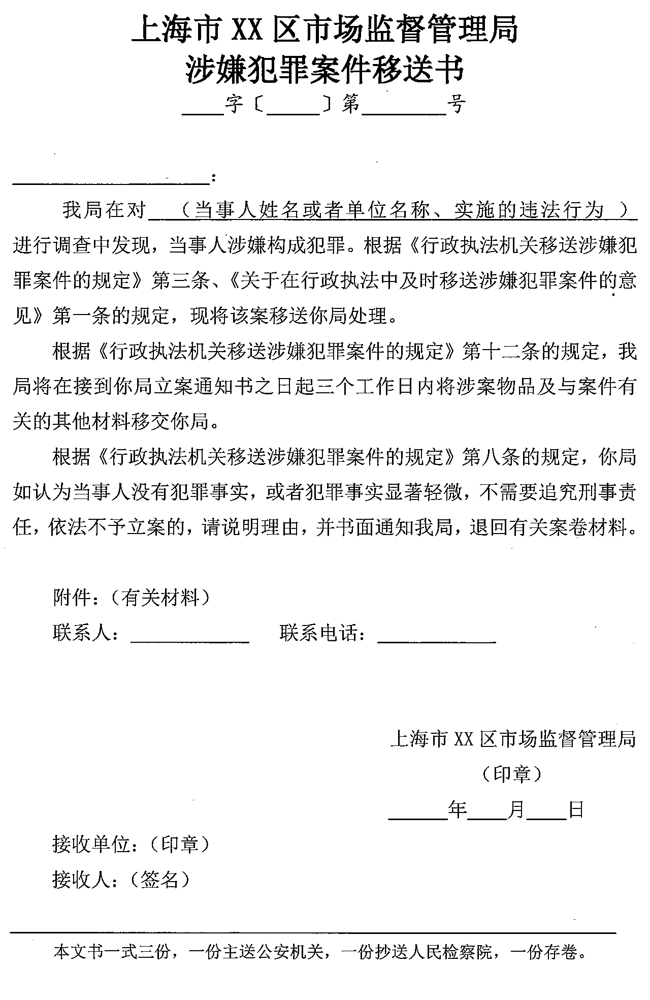 上海市 XX 区市场监督管理局
涉嫌犯罪案件移送书
____字〔_____〕第________号
__________________：
我局在对 （当事人姓名或者单位名称、实施的违法行为 ）
进行调查中发现，当事人涉嫌构成犯罪。根据《行政执法机关移送涉嫌犯
罪案件的规定》第三条、《关于在行政执法中及时移送涉嫌犯罪案件的意
见》第一条的规定，现将该案移送你局处理。
根据《行政执法机关移送涉嫌犯罪案件的规定》第十二条的规定，我
局将在接到你局立案通知书之日起三个工作日内将涉案物品及与案件有
关的其他材料移交你局。
根据《行政执法机关移送涉嫌犯罪案件的规定》第八条的规定，你局
如认为当事人没有犯罪事实，或者犯罪事实显著轻微，不需要追究刑事责
任，依法不予立案的，请说明理由，并书面通知我局，退回有关案卷材料。
附件：（有关材料）
联系人：____________ 联系电话：____________
上海市 XX 区市场监督管理局
（印章）
______年____月____日
接收单位：（印章）
接收人：（签名）
本文书一式三份，一份主送公安机关，一份抄送人民检察院，一份存卷。